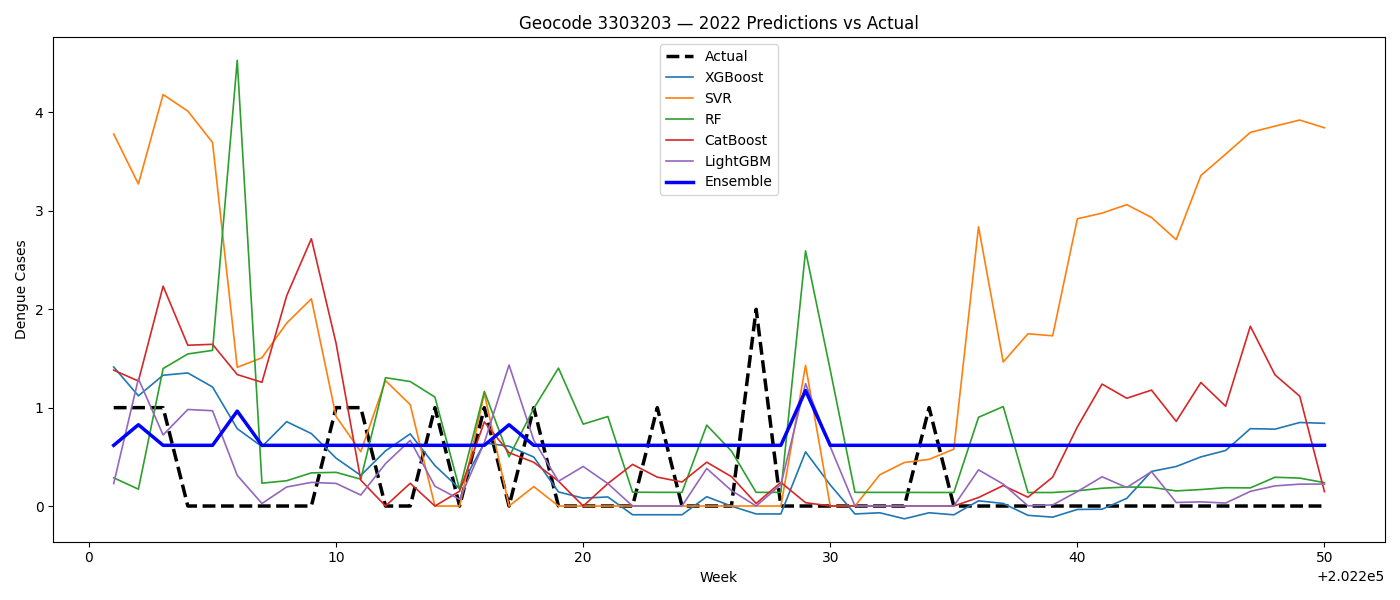 Geocode 3303203 — 2022 Predictions vs Actual
Actual
XGBoost
SVR
RF
CatBoost
LightGBM
Ensemble
Dengue Cases
4
3
2
1
0
0 10 20 30 40 50
Week
+2.022e5